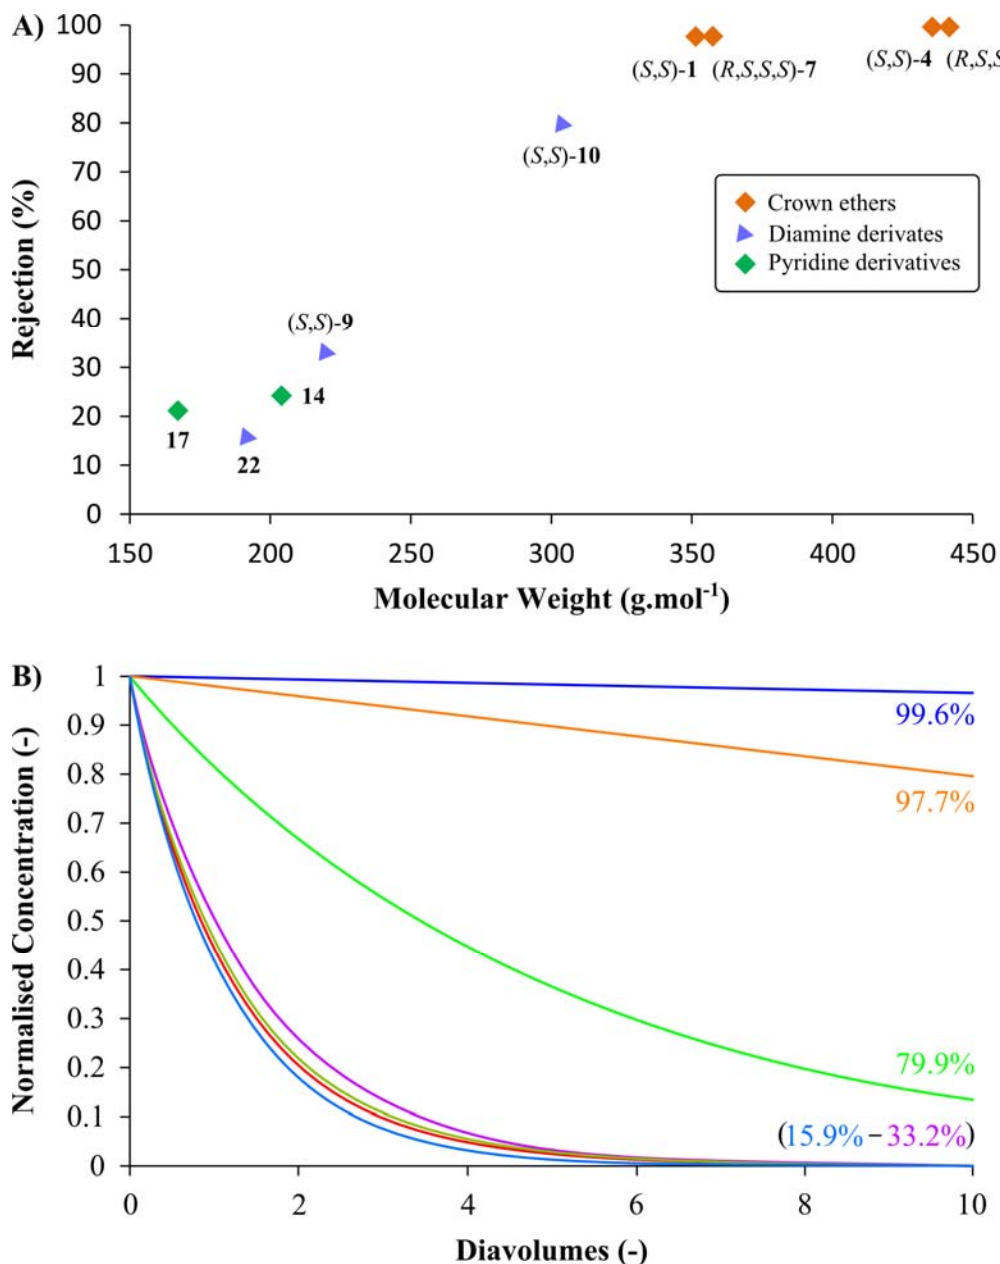 A)
100
90
80
70
60
50
40
30
20
10
0
Rejection (%)
(S,S)-1 (R,S,S,S)-7
(S,S)-4 (R,S,S
(S,S)-10
Crown ethers
Diamine derivates
Pyridine derivatives
(S,S)-9
14
17
22
150 200 250 300 350 400 450
Molecular Weight (g.mol⁻¹)
B)
1
0.9
0.8
0.7
0.6
0.5
0.4
0.3
0.2
0.1
0
Normalised Concentration (-)
99.6%
97.7%
79.9%
(15.9%–33.2%)
0 2 4 6 8 10
Diavolumes (-)